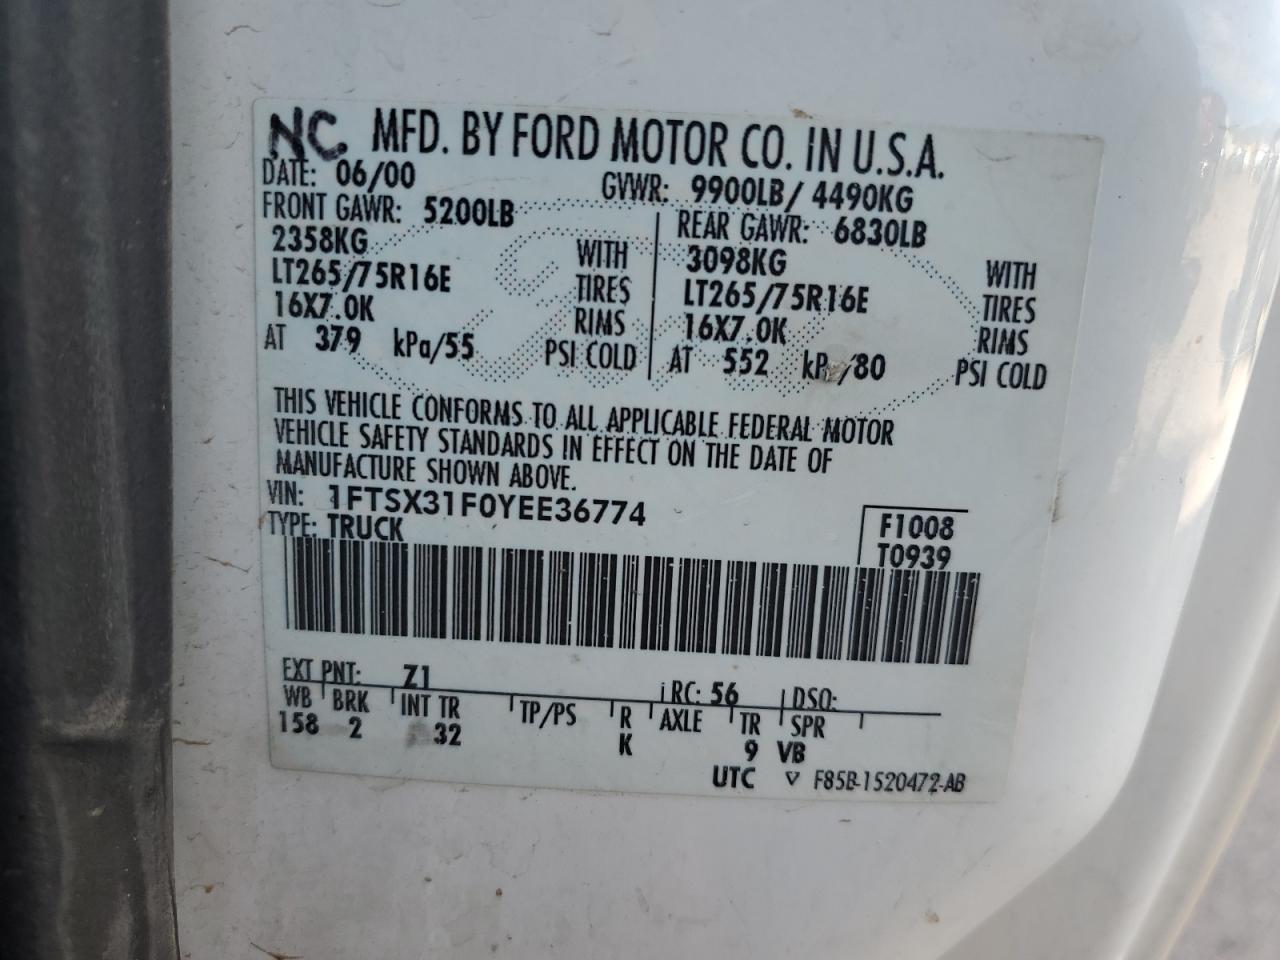 NC MFD. BY FORD MOTOR CO. IN U.S.A.
DATE: 06/00 GVWR: 9900LB/ 4490KG
FRONT GAWR: 5200LB REAR GAWR: 6830LB
2358KG WITH 3098KG WITH
LT265/75R16E TIRES LT265/75R16E TIRES
16X7.0K RIMS 16X7.0K RIMS
AT 379 kPa/55 PSI COLD AT 552 /80 PSI COLD
THIS VEHICLE CONFORMS TO ALL APPLICABLE FEDERAL MOTOR
VEHICLE SAFETY STANDARDS IN EFFECT ON THE DATE OF
MANUFACTURE SHOWN ABOVE.
VIN: 1FTSX31F0YEE36774
TYPE: TRUCK
F1008
T0939
EXT PNT: Z1 RC: 56 DSO:
WB BRK INT TR TP/PS R AXLE TR SPR
158 2 32 K 9 VB
UTC ▽ F85B-1520472-AB